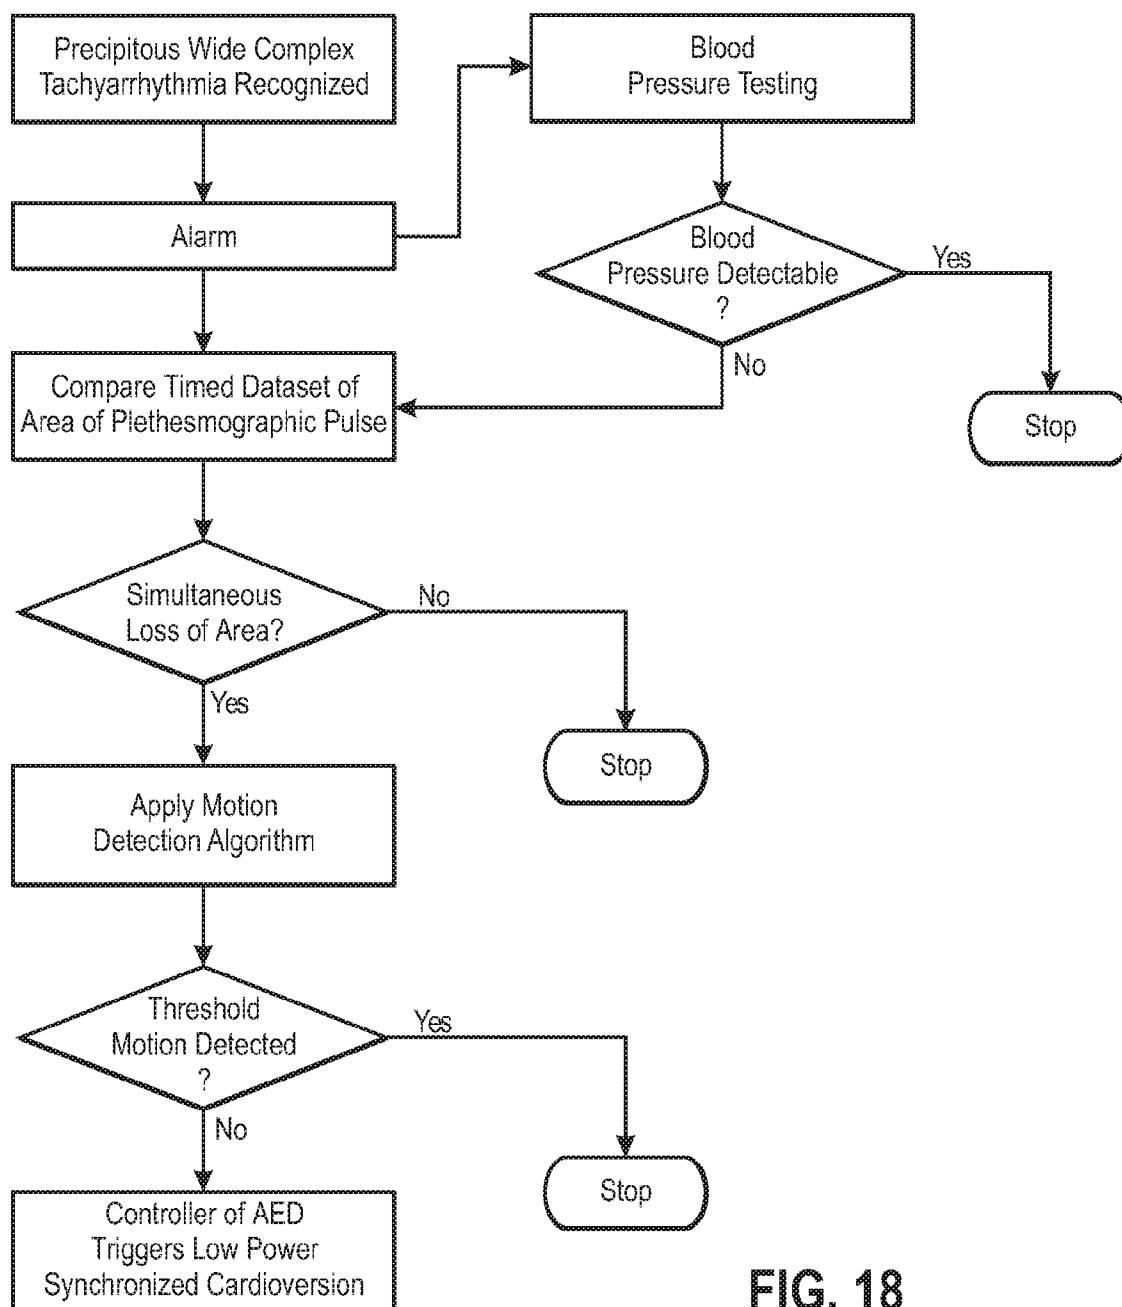 Precipitous Wide Complex
Tachyarrhythmia Recognized
Blood
Pressure Testing
Alarm
Blood
Pressure Detectable
?
Yes
No
Stop
Compare Timed Dataset of
Area of Plethesmographic Pulse
Simultaneous
Loss of Area?
No
Yes
Stop
Apply Motion
Detection Algorithm
Threshold
Motion Detected
?
Yes
No
Stop
Controller of AED
Triggers Low Power
Synchronized Cardioversion
FIG. 18